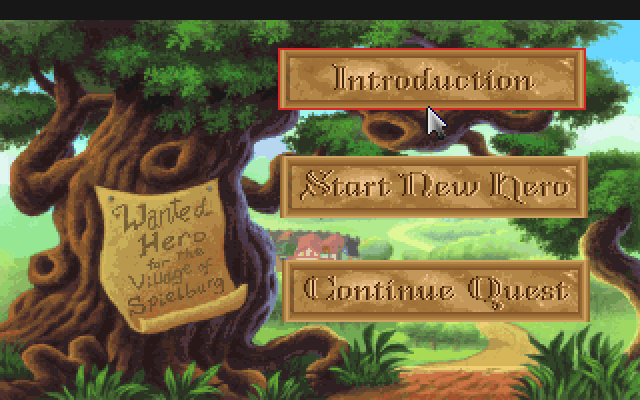 Introduction
Start New Hero
Continue Quest
Wanted
Hero
for the
Village of
Spielburg